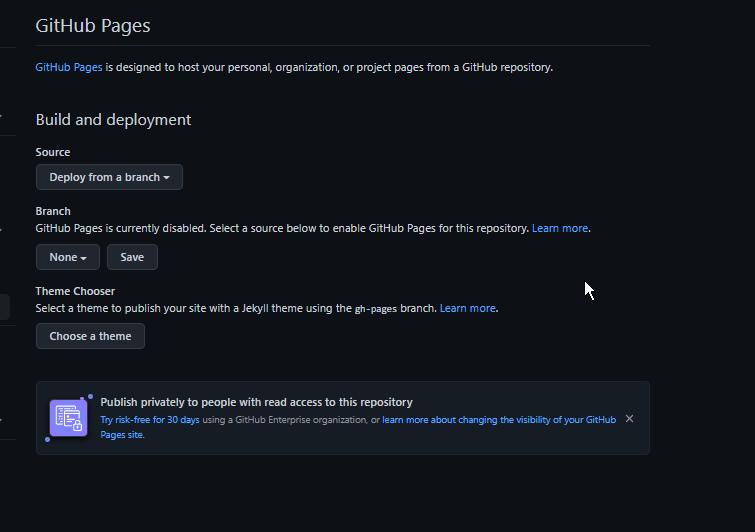 GitHub Pages
GitHub Pages is designed to host your personal, organization, or project pages from a GitHub repository.
Build and deployment
Source
Deploy from a branch
Branch
GitHub Pages is currently disabled. Select a source below to enable GitHub Pages for this repository. Learn more.
None Save
Theme Chooser
Select a theme to publish your site with a Jekyll theme using the gh-pages branch. Learn more.
Choose a theme
Publish privately to people with read access to this repository
Try risk-free for 30 days using a GitHub Enterprise organization, or learn more about changing the visibility of your GitHub
Pages site.